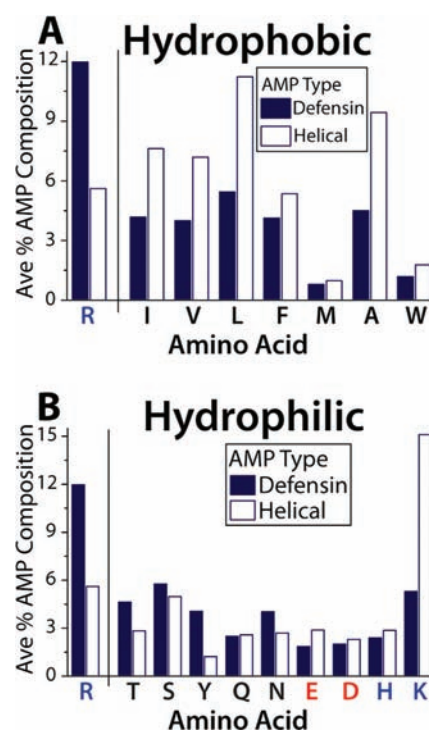 A
Hydrophobic
12
9
6
3
0
Ave % AMP Composition
AMP Type
Defensin
Helical
R I V L F M A W
Amino Acid
B
Hydrophilic
15
12
9
6
3
0
Ave % AMP Composition
AMP Type
Defensin
Helical
R T S Y Q N E D H K
Amino Acid